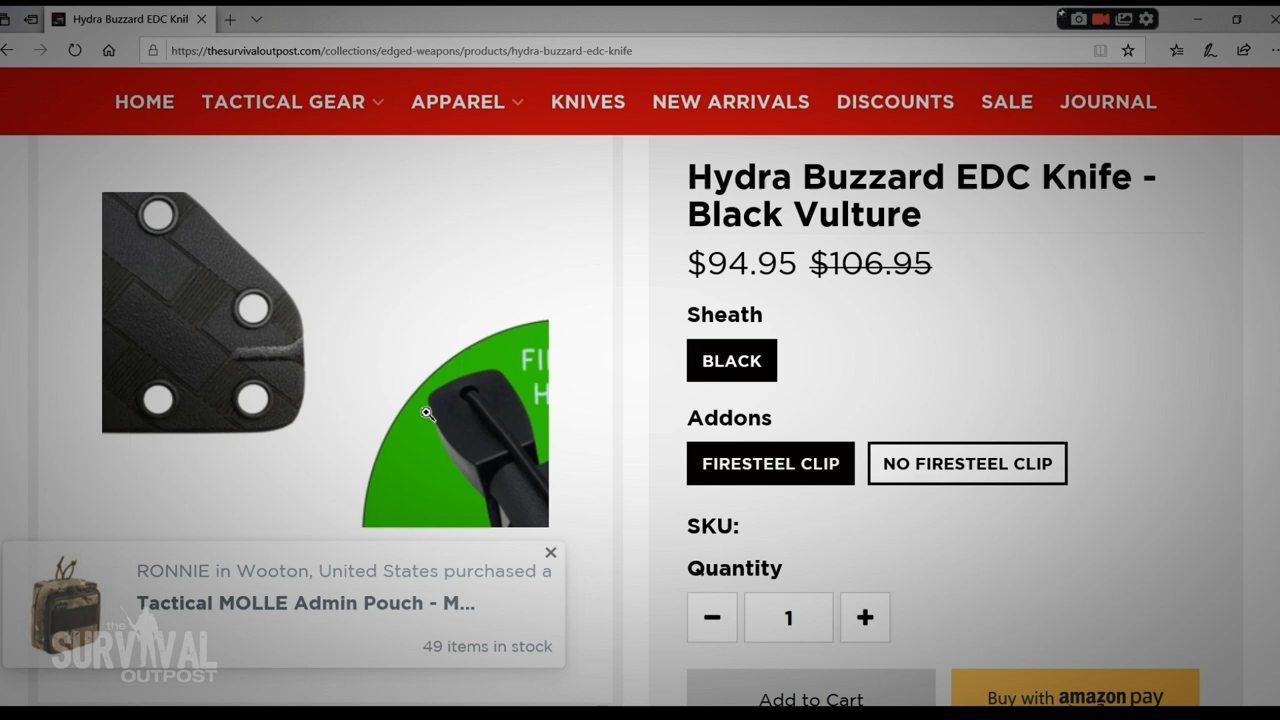 Hydra Buzzard EDC Knif
https://thesurvivaloutpost.com/collections/edged-weapons/products/hydra-buzzard-edc-knife
HOME TACTICAL GEAR APPAREL KNIVES NEW ARRIVALS DISCOUNTS SALE JOURNAL
Hydra Buzzard EDC Knife -
Black Vulture
$94.95 $106.95
Sheath
BLACK
Addons
FIRESTEEL CLIP NO FIRESTEEL CLIP
SKU:
Quantity
− 1 +
Add to Cart
Buy with amazon pay
FI
H
RONNIE in Wooton, United States purchased a
Tactical MOLLE Admin Pouch - M...
49 items in stock
the
SURVIVAL
OUTPOST